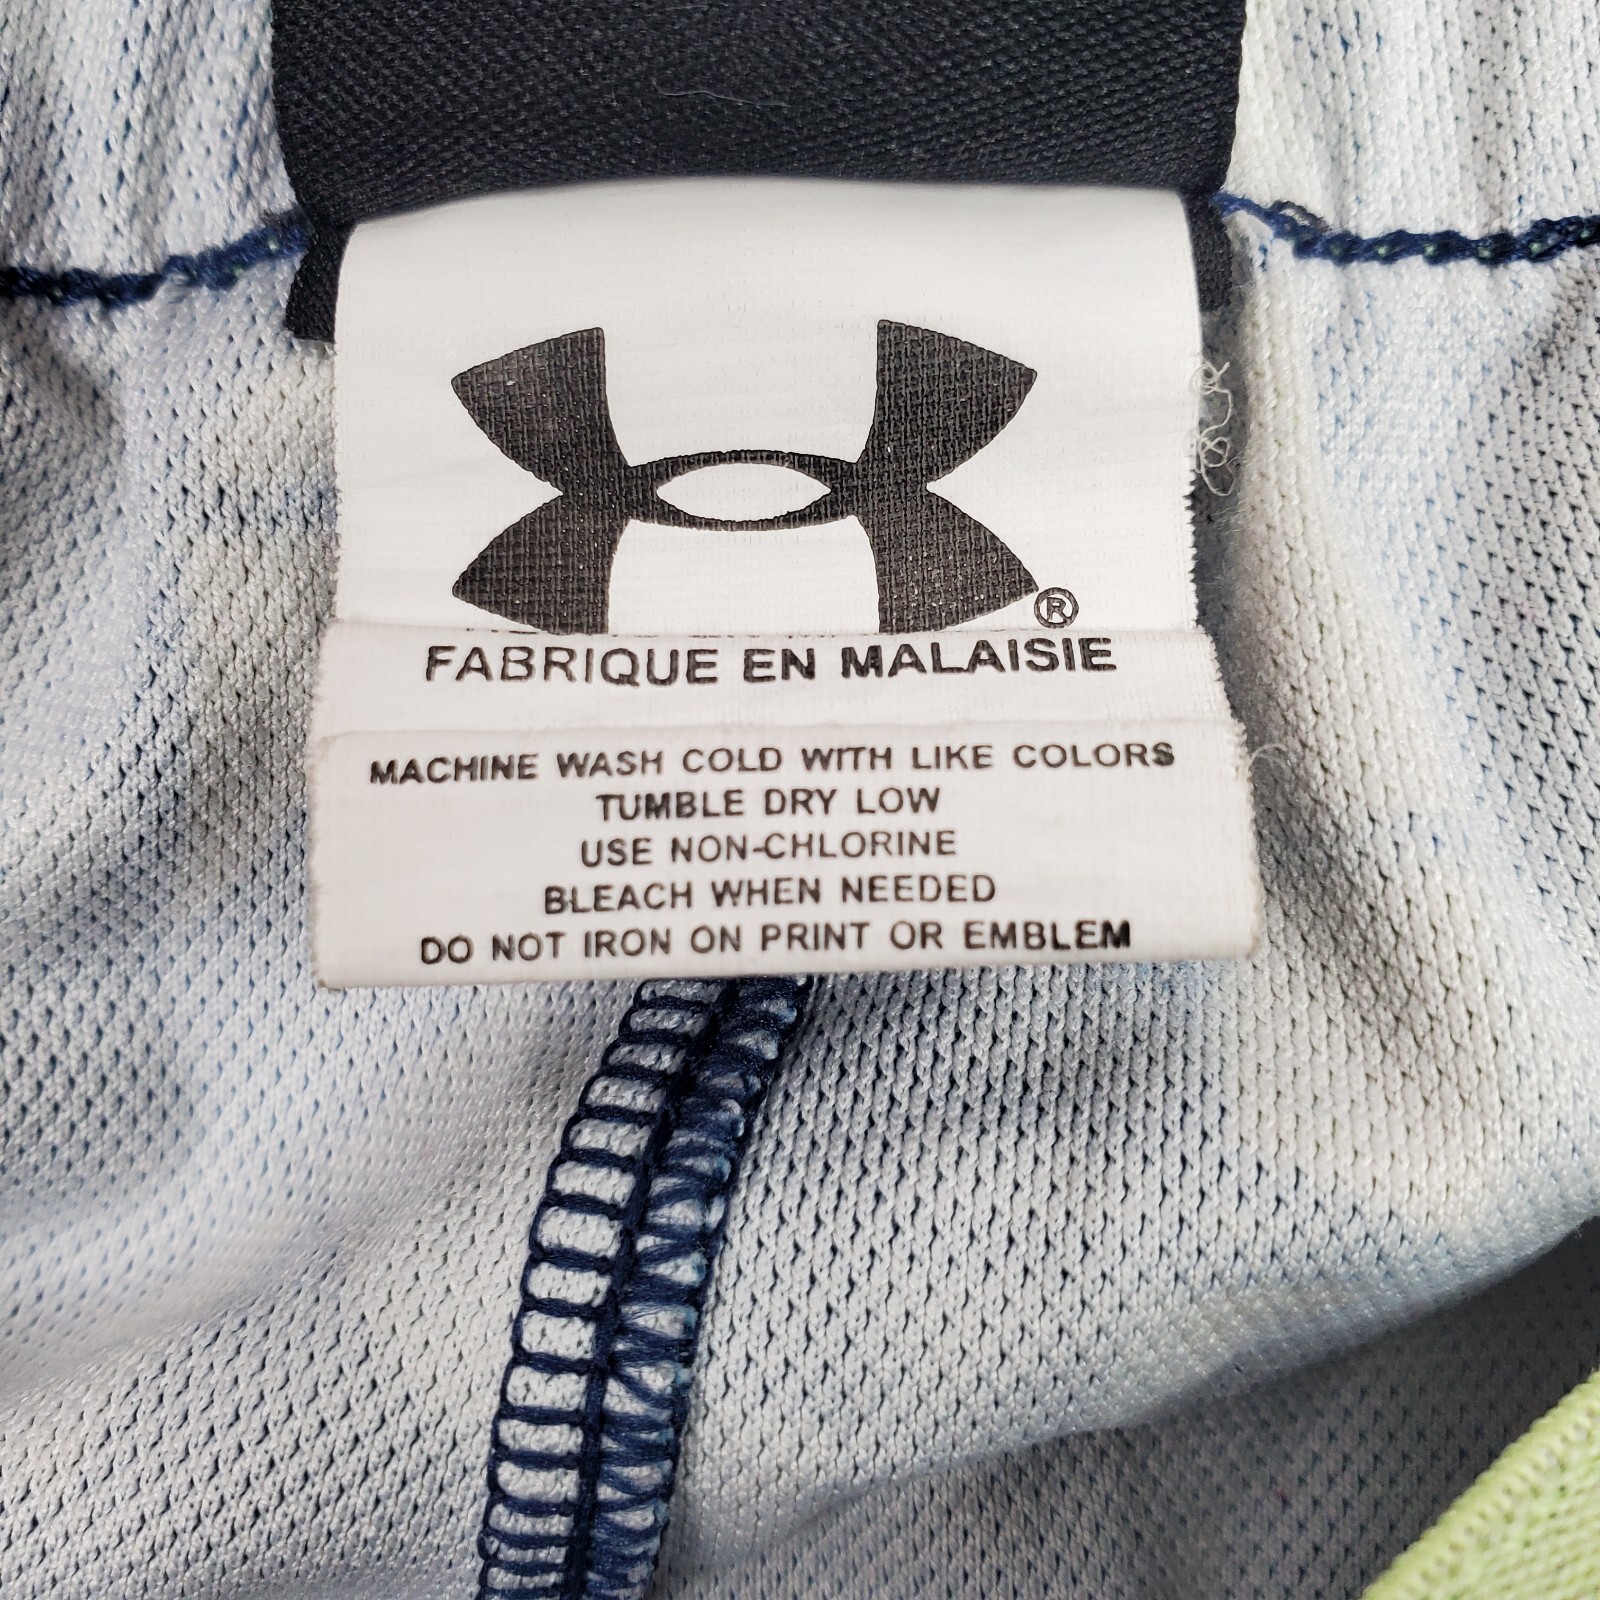 ®
FABRIQUE EN MALAISIE
MACHINE WASH COLD WITH LIKE COLORS
TUMBLE DRY LOW
USE NON-CHLORINE
BLEACH WHEN NEEDED
DO NOT IRON ON PRINT OR EMBLEM